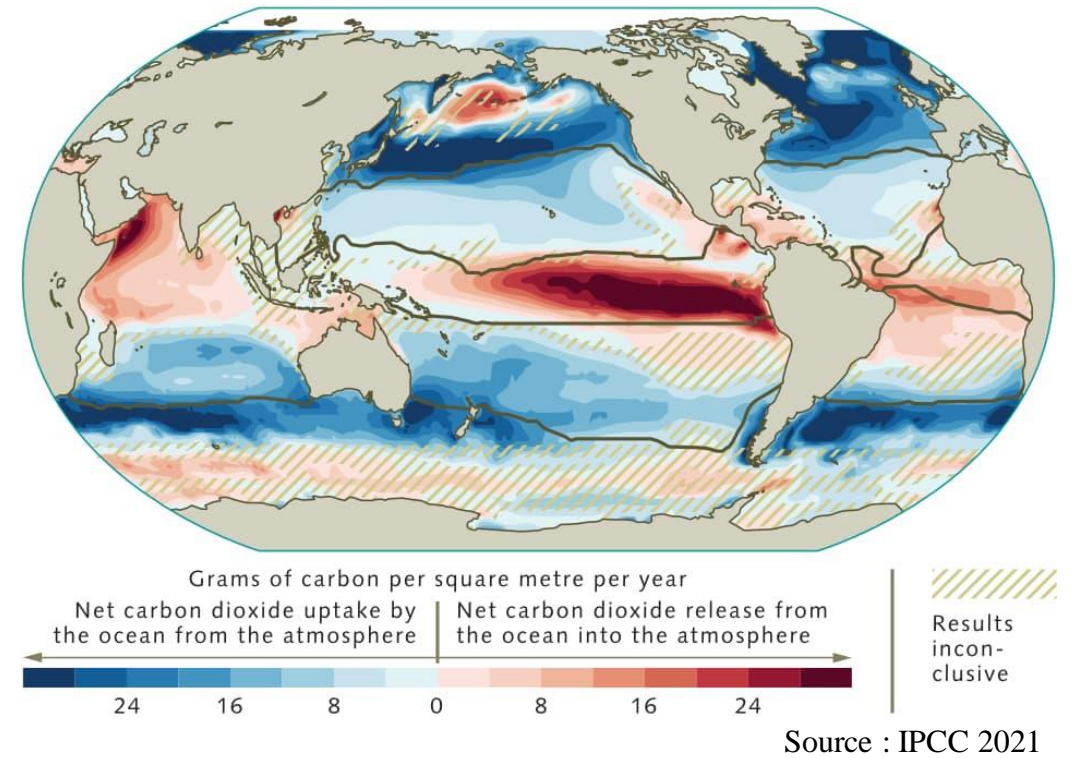 Grams of carbon per square metre per year
Net carbon dioxide uptake by
the ocean from the atmosphere
Net carbon dioxide release from
the ocean into the atmosphere
24 16 8 0 8 16 24
Results
incon-
clusive
Source : IPCC 2021